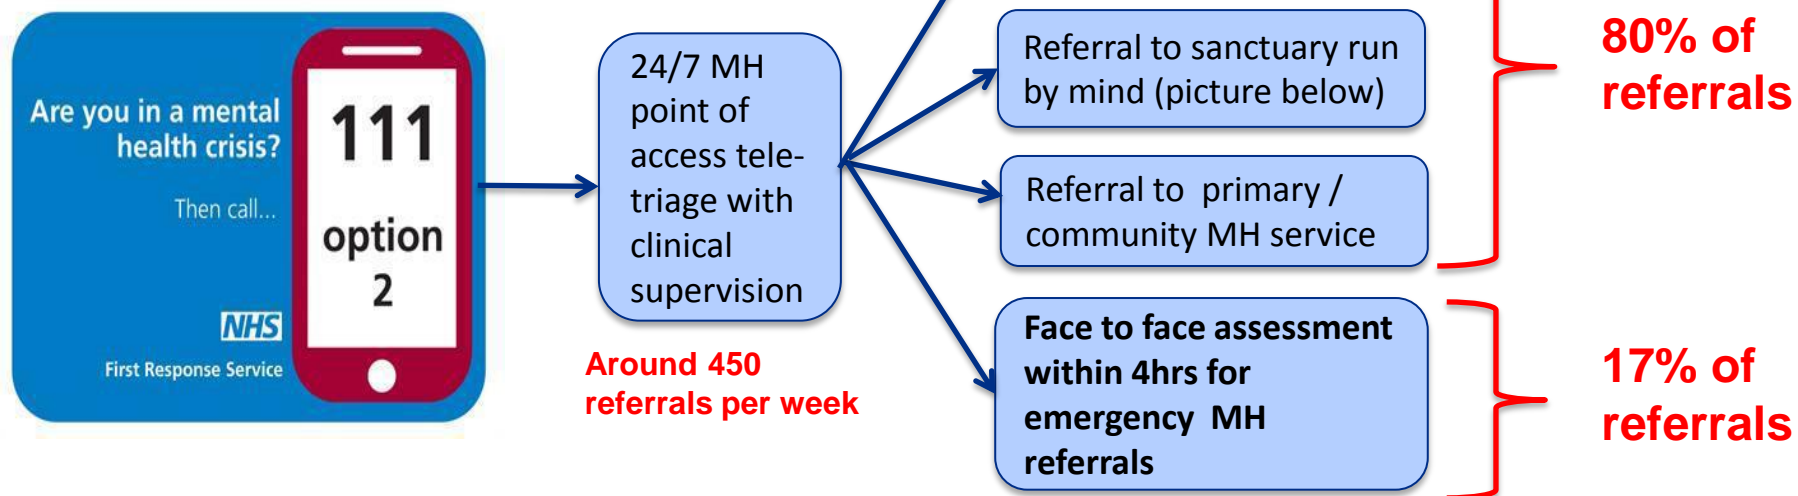 Are you in a mental
health crisis?
Then call...
NHS
First Response Service
111
option
2
24/7 MH
point of
access tele-
triage with
clinical
supervision
Around 450
referrals per week
Referral to sanctuary run
by mind (picture below)
Referral to  primary /
community MH service
Face to face assessment
within 4hrs for
emergency  MH
referrals
80% of
referrals
17% of
referrals